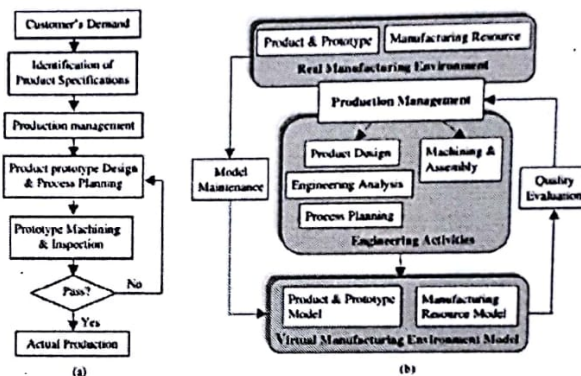 Customer's Demand
Identification of
Product Specifications
Production management
Product prototype Design
& Process Planning
Prototype Machining
& Inspection
Pass?
No
Yes
Actual Production
(a)
Product & Prototype
Manufacturing Resource
Real Manufacturing Environment
Production Management
Product Design
Machining &
Assembly
Engineering Analysis
Process Planning
Engineering Activities
Model
Maintenance
Quality
Evaluation
Product & Prototype
Model
Manufacturing
Resource Model
Virtual Manufacturing Environment Model
(b)